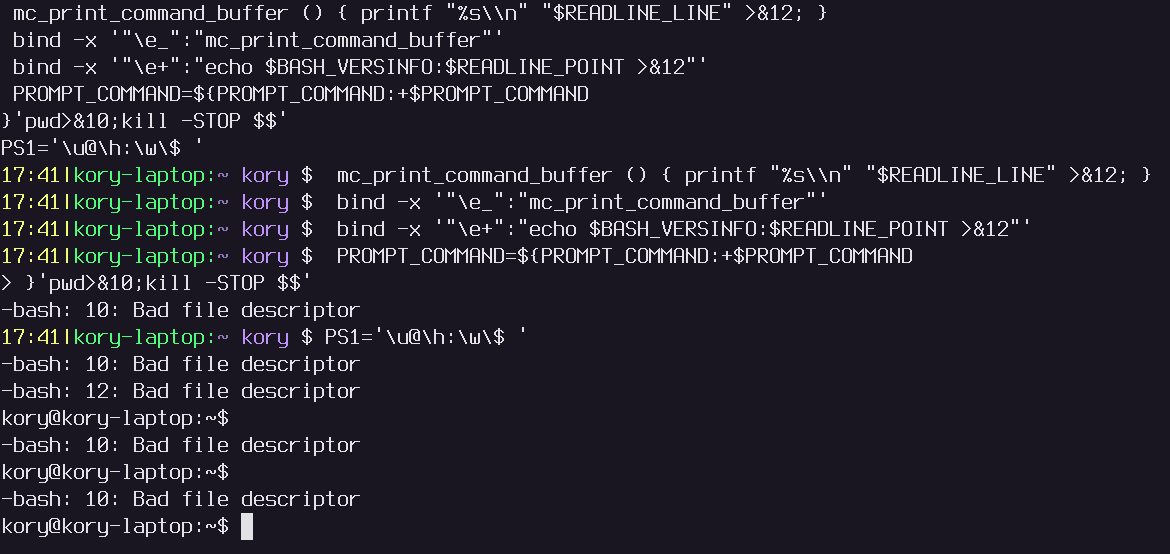 mc_print_command_buffer () { printf "%s\\n" "$READLINE_LINE" >&12; }
bind -x '"\e_":"mc_print_command_buffer"'
bind -x '"\e+":"echo $BASH_VERSINFO:$READLINE_POINT >&12"'
PROMPT_COMMAND=${PROMPT_COMMAND:+$PROMPT_COMMAND
}'pwd>&10;kill -STOP $$'
PS1='\u@\h:\w\$ '
17:41|kory-laptop:~ kory $  mc_print_command_buffer () { printf "%s\\n" "$READLINE_LINE" >&12; }
17:41|kory-laptop:~ kory $  bind -x '"\e_":"mc_print_command_buffer"'
17:41|kory-laptop:~ kory $  bind -x '"\e+":"echo $BASH_VERSINFO:$READLINE_POINT >&12"'
17:41|kory-laptop:~ kory $  PROMPT_COMMAND=${PROMPT_COMMAND:+$PROMPT_COMMAND
> }'pwd>&10;kill -STOP $$'
-bash: 10: Bad file descriptor
17:41|kory-laptop:~ kory $ PS1='\u@\h:\w\$ '
-bash: 10: Bad file descriptor
-bash: 12: Bad file descriptor
kory@kory-laptop:~$
-bash: 10: Bad file descriptor
kory@kory-laptop:~$
-bash: 10: Bad file descriptor
kory@kory-laptop:~$